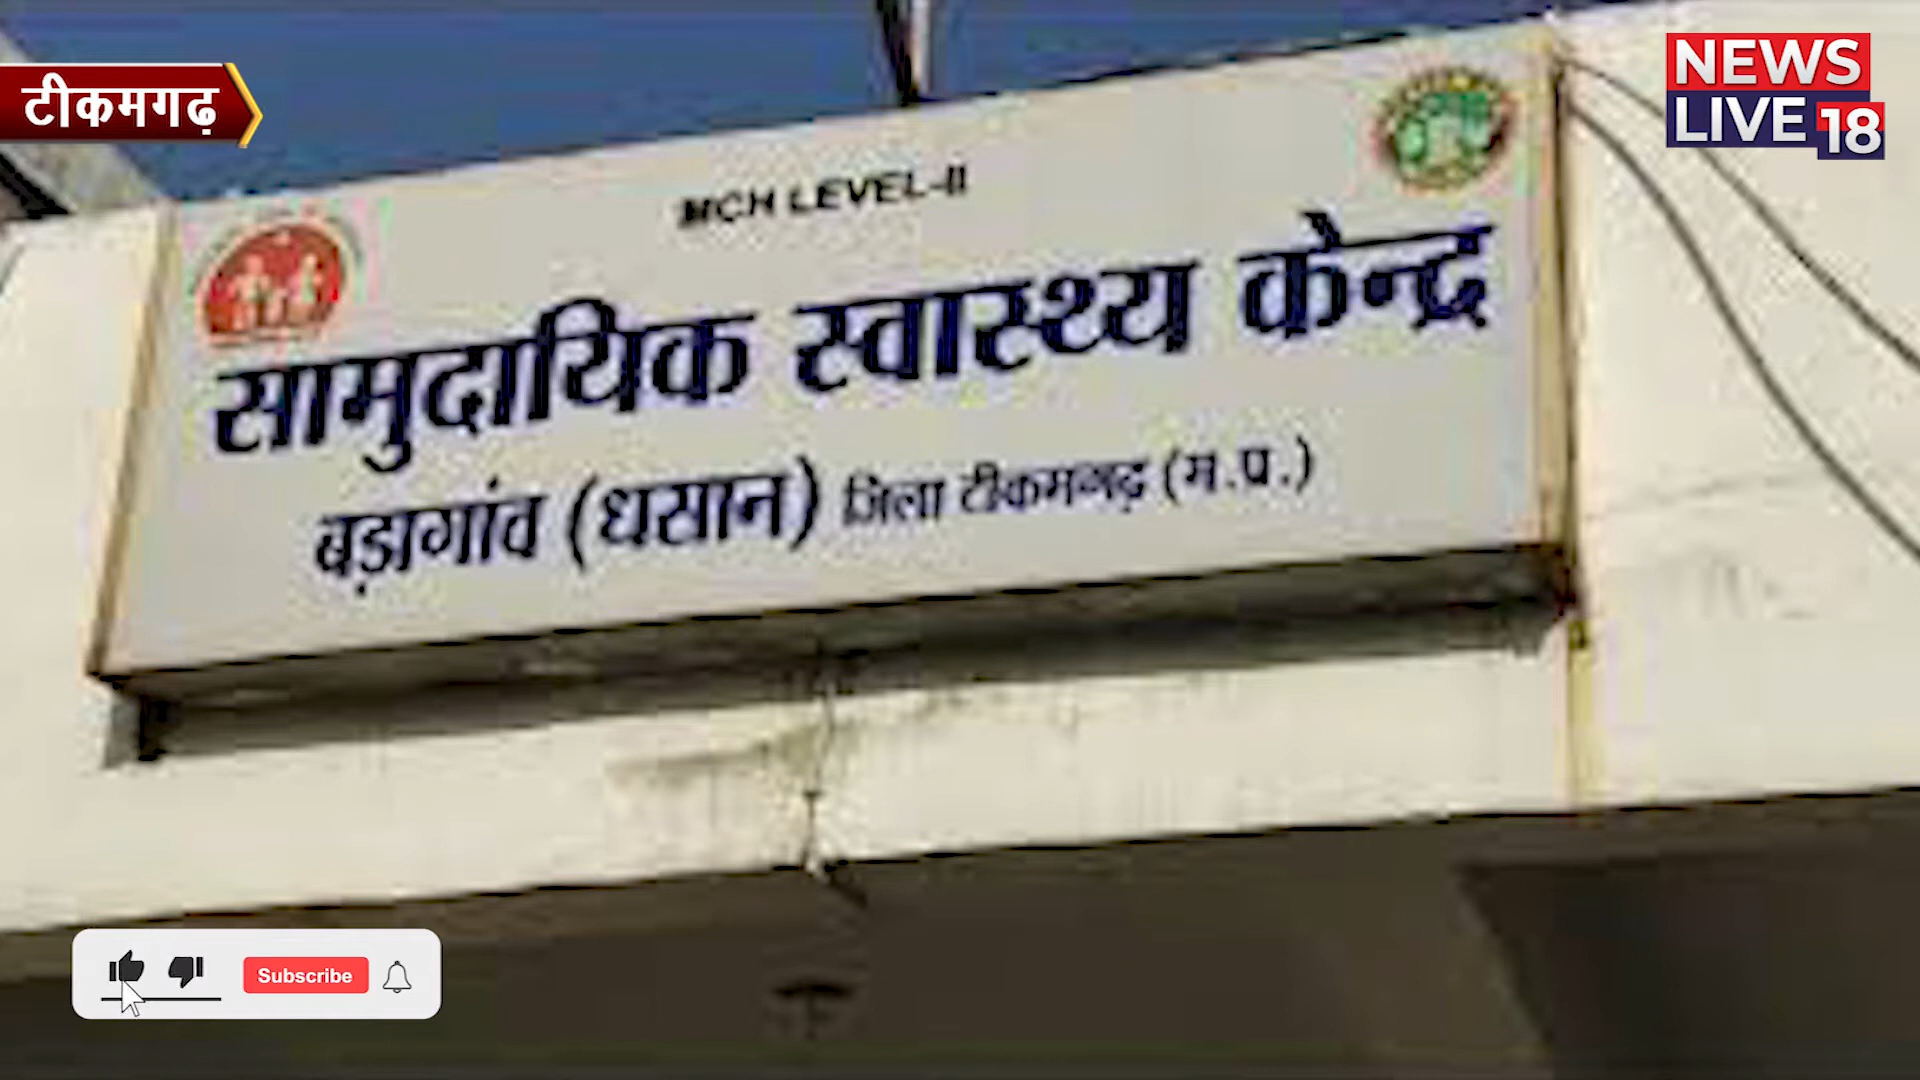 टीकमगढ़
NEWS
LIVE 18
MCH LEVEL-II
सामुदायिक स्वास्थ्य केन्द्र
बड़ागांव (धसान) जिला टीकमगढ़ (म.प्र.)
Subscribe